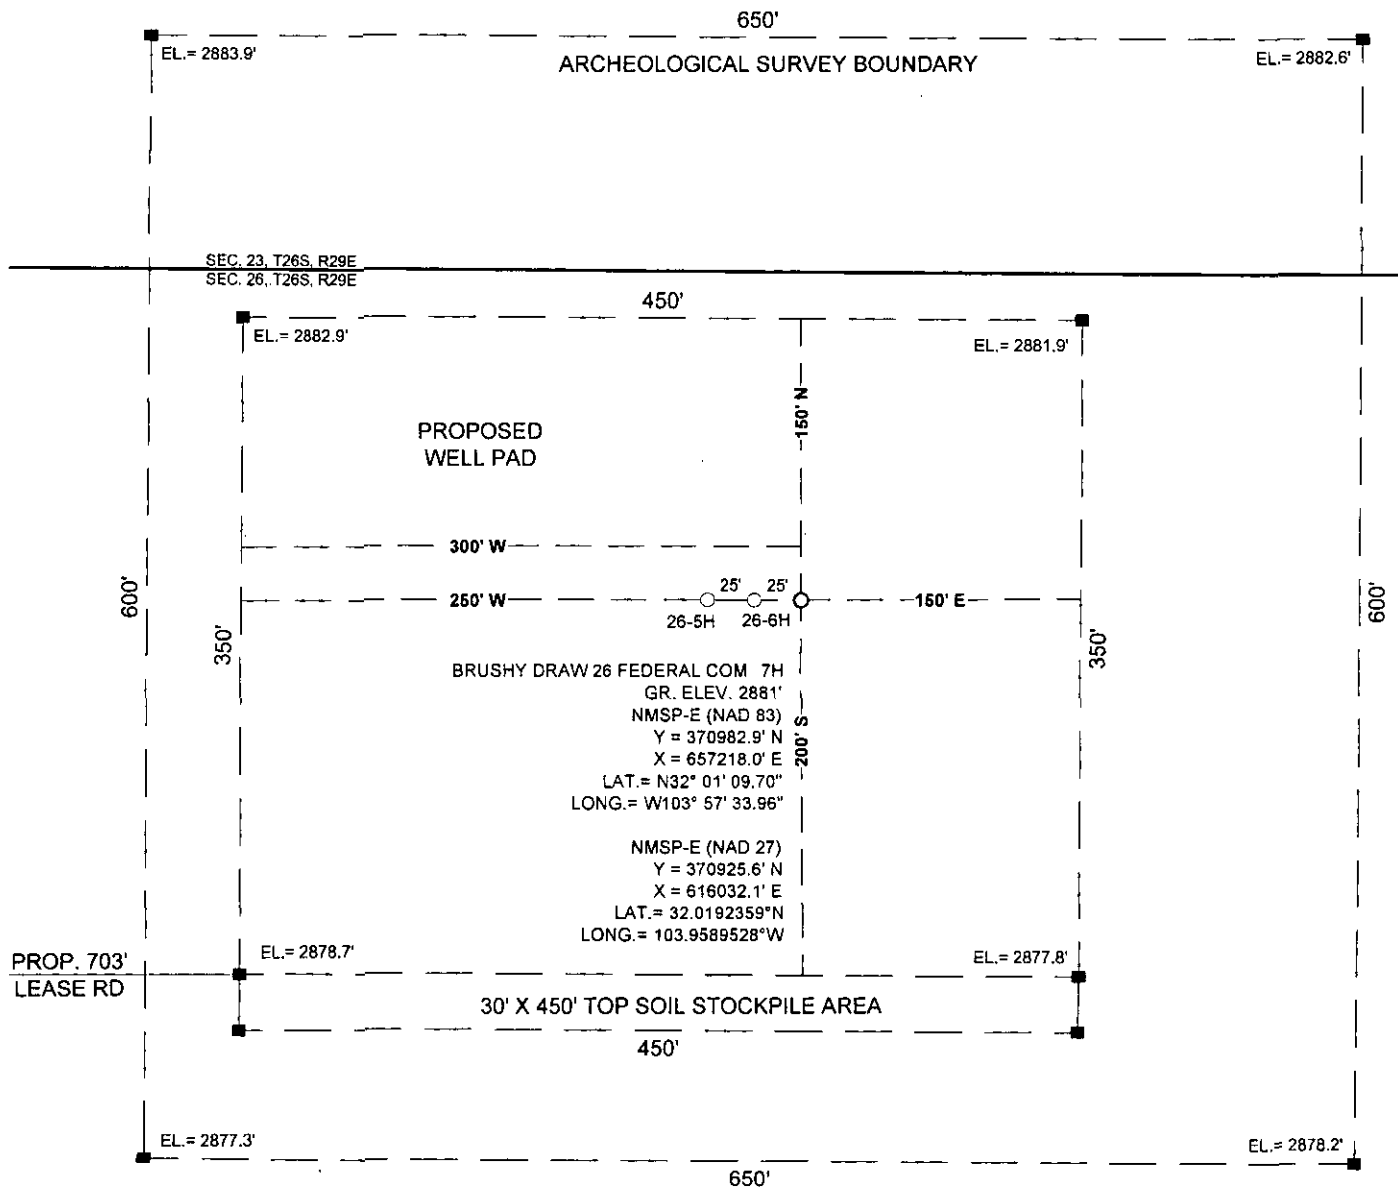 650'
EL.= 2883.9'
ARCHEOLOGICAL SURVEY BOUNDARY
EL.= 2882.6'
SEC. 23, T26S, R29E
SEC. 26, T26S, R29E
450'
EL.= 2882.9'
EL.= 2881.9'
150' N
PROPOSED
WELL PAD
300' W
600'
350'
250' W
25'
25'
26-5H
26-6H
150' E
350'
600'
BRUSHY DRAW 26 FEDERAL COM 7H
GR. ELEV. 2881'
NMSP-E (NAD 83)
Y = 370982.9' N
X = 657218.0' E
LAT.= N32° 01' 09.70"
LONG.= W103° 57' 33.96"
200' S
NMSP-E (NAD 27)
Y = 370925.6' N
X = 616032.1' E
LAT.= 32.0192359°N
LONG.= 103.9589528°W
EL.= 2878.7'
EL.= 2877.8'
PROP. 703'
LEASE RD
30' X 450' TOP SOIL STOCKPILE AREA
450'
EL.= 2877.3'
EL.= 2878.2'
650'